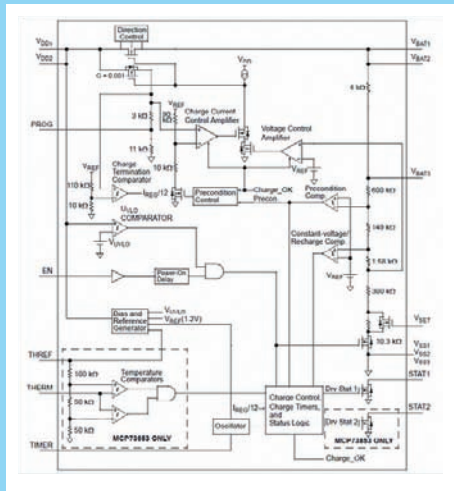 Direction
Control
VDD1
VDD2
G = 0.001
VDD
VBAT1
VBAT2
4 kΩ
PROG
3 kΩ
11 kΩ
VREF
10 kΩ
Charge Current
Control Amplifier
Voltage Control
Amplifier
VREF
VREF
110 kΩ
10 kΩ
Charge
Termination
Comparator
IREG/12
Precondition
Control
Charge_OK
Precon.
Precondition
Comp.
VBAT3
600 kΩ
UVLO
COMPARATOR
VUVLO
Constant-voltage/
Recharge Comp.
VREF
149 kΩ
1.58 kΩ
300 kΩ
EN
Power-On
Delay
VSET
10.3 kΩ
VSS1
VSS2
VSS3
Bias and
Reference
Generator
VUVLO
VREF(1.2V)
THREF
100 kΩ
THERM
50 kΩ
50 kΩ
Temperature
Comparators
MCP73853 ONLY
TIMER
IREG/12
Oscillator
Charge Control,
Charge Timers,
and
Status Logic
Charge_OK
Drv Stat 1
STAT1
Drv Stat 2
STAT2
MCP73853 ONLY